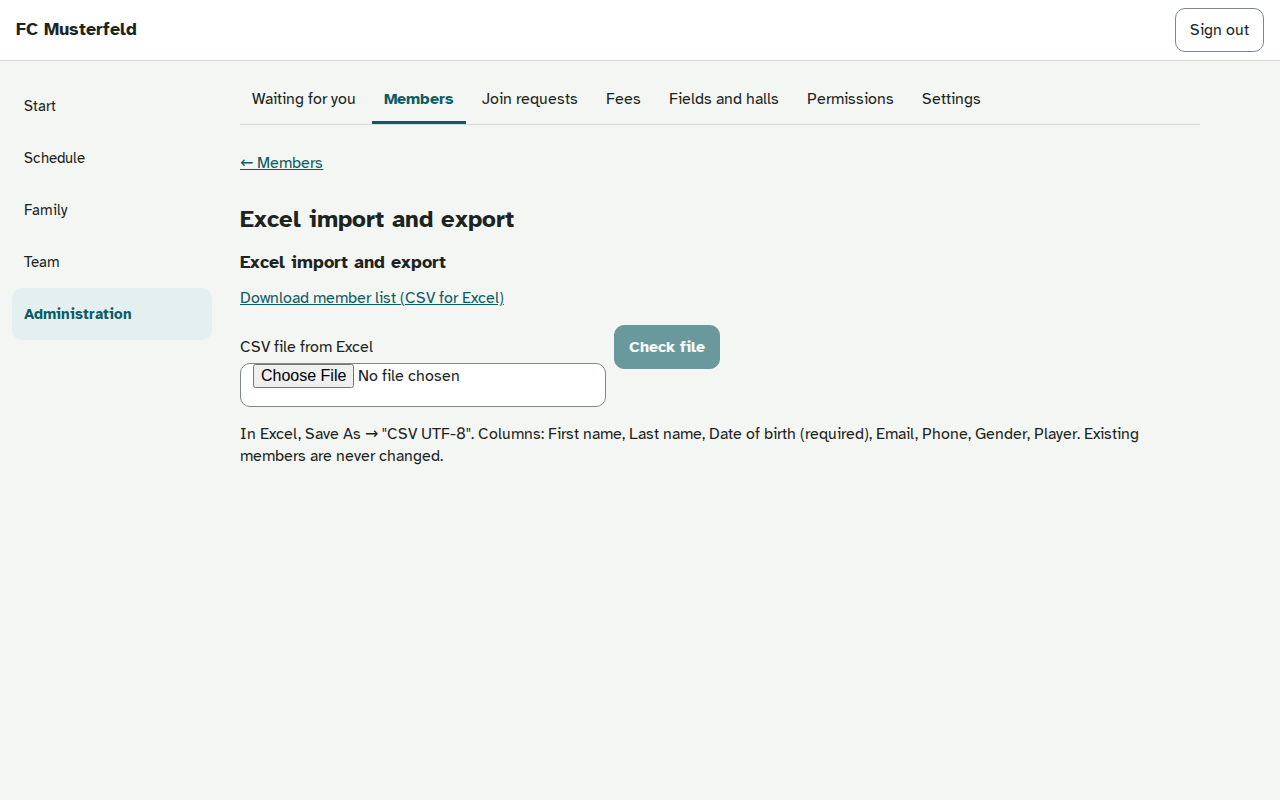 FC Musterfeld
Sign out
Start
Schedule
Family
Team
Administration
Waiting for you
Members
Join requests
Fees
Fields and halls
Permissions
Settings
← Members
Excel import and export
Excel import and export
Download member list (CSV for Excel)
CSV file from Excel
Choose File No file chosen
Check file
In Excel, Save As → "CSV UTF-8". Columns: First name, Last name, Date of birth (required), Email, Phone, Gender, Player. Existing
members are never changed.